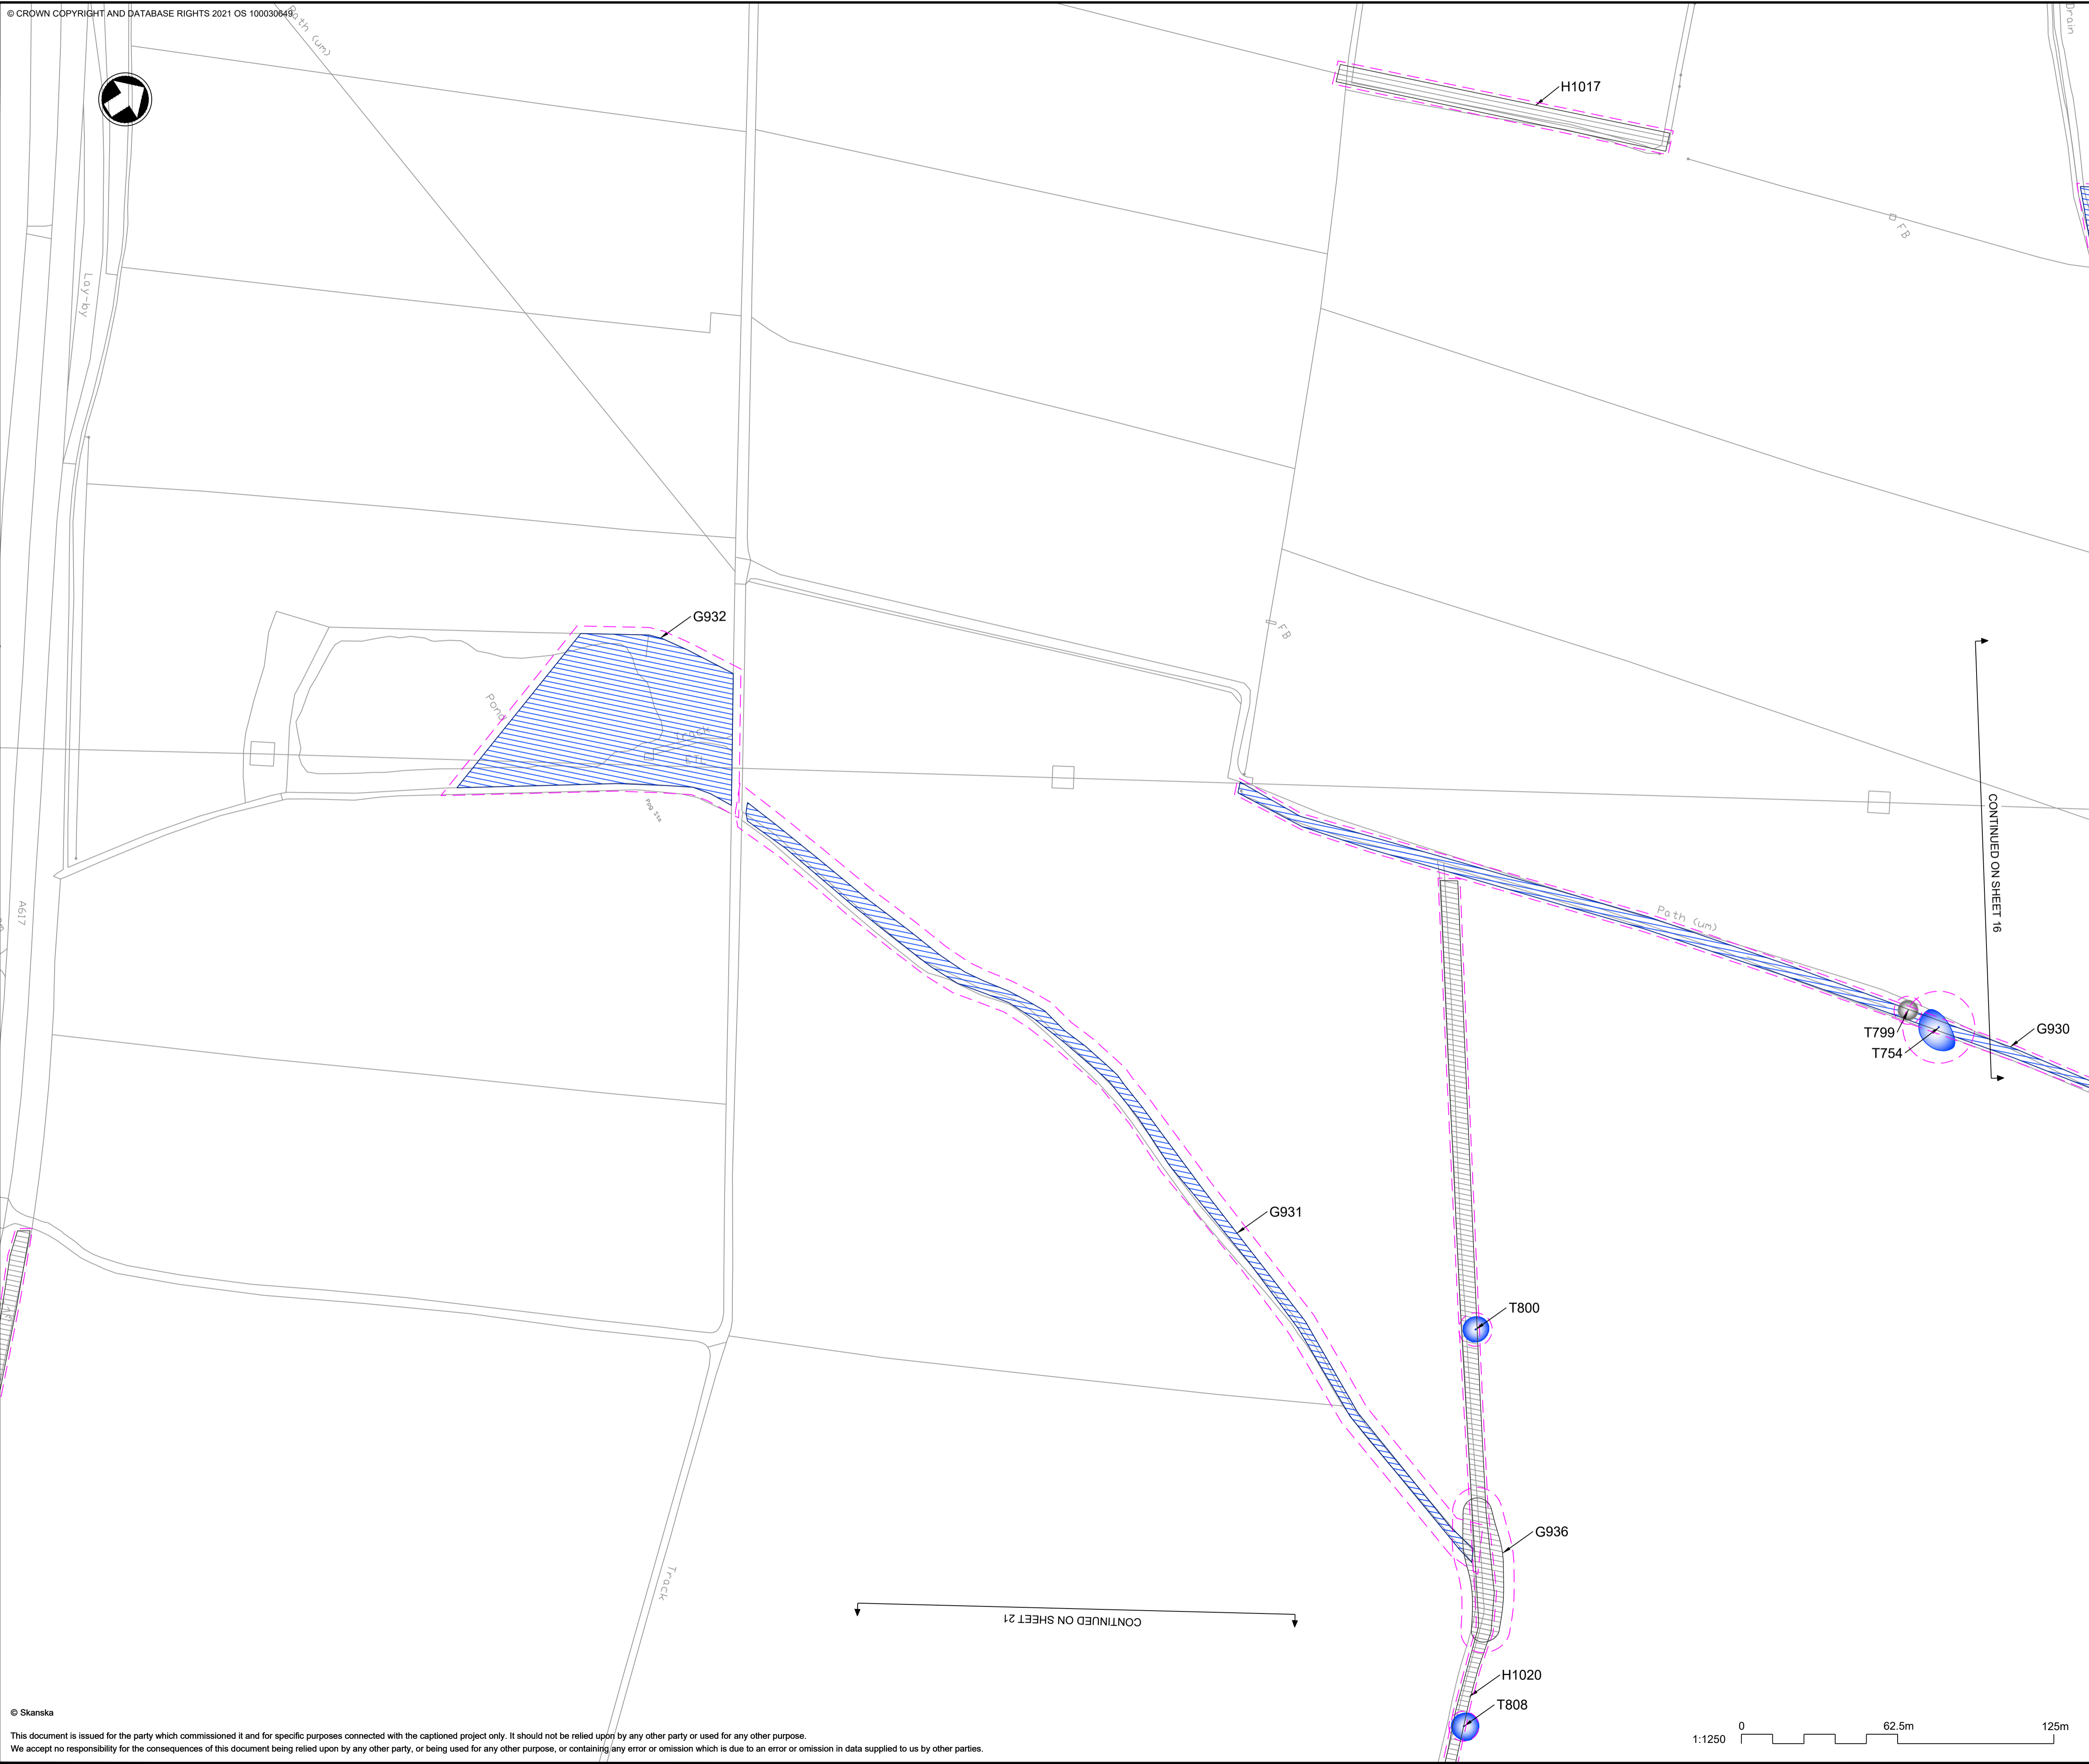 © CROWN COPYRIGHT AND DATABASE RIGHTS 2021 OS 100030649
Path (um)
Drain
H1017
FB
Lay-by
G932
FB
Pond
Track
ETL
Ppg Sta
CONTINUED ON SHEET 16
A617
Path (um)
T799
T754
G930
G931
T800
G936
Track
CONTINUED ON SHEET 21
H1020
T808
© Skanska
This document is issued for the party which commissioned it and for specific purposes connected with the captioned project only. It should not be relied upon by any other party or used for any other purpose.
We accept no responsibility for the consequences of this document being relied upon by any other party, or being used for any other purpose, or containing any error or omission which is due to an error or omission in data supplied to us by other parties.
1:1250
0 62.5m 125m